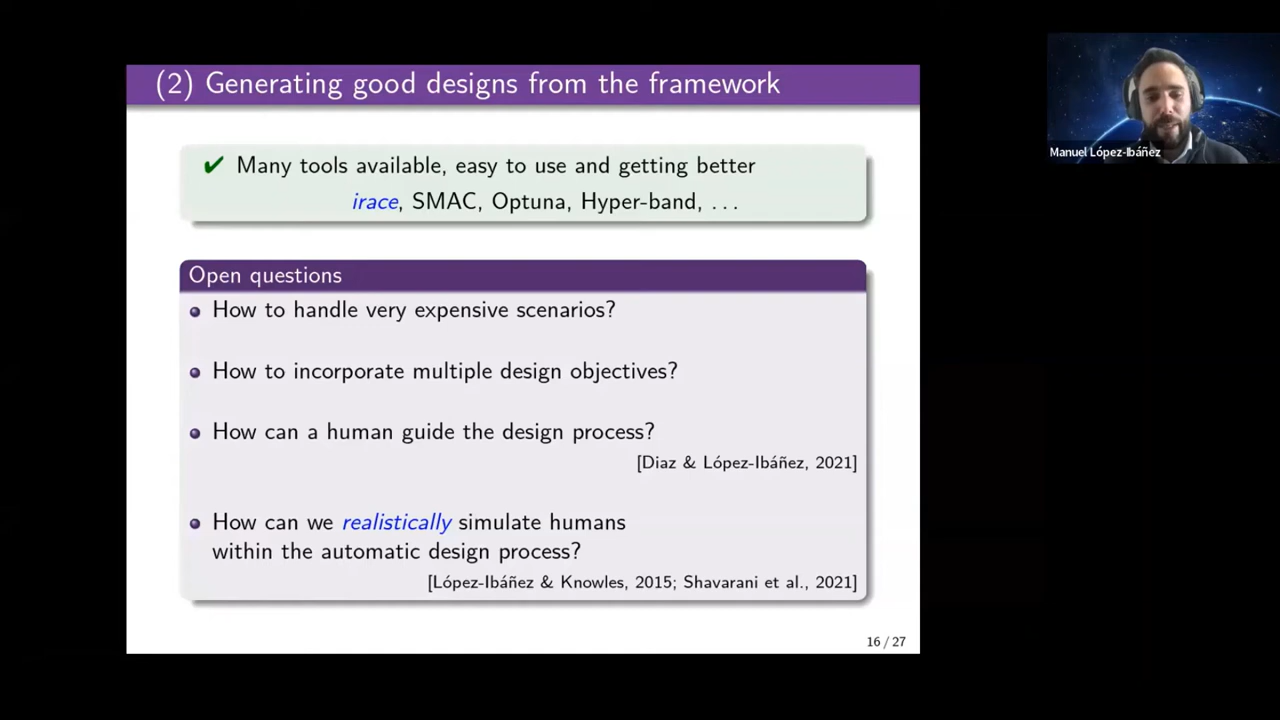 (2) Generating good designs from the framework
✔ Many tools available, easy to use and getting better
irace, SMAC, Optuna, Hyper-band, . . .
Open questions
How to handle very expensive scenarios?
How to incorporate multiple design objectives?
How can a human guide the design process?
[Diaz & López-Ibáñez, 2021]
How can we realistically simulate humans
within the automatic design process?
[López-Ibáñez & Knowles, 2015; Shavarani et al., 2021]
16 / 27
Manuel López-Ibáñez